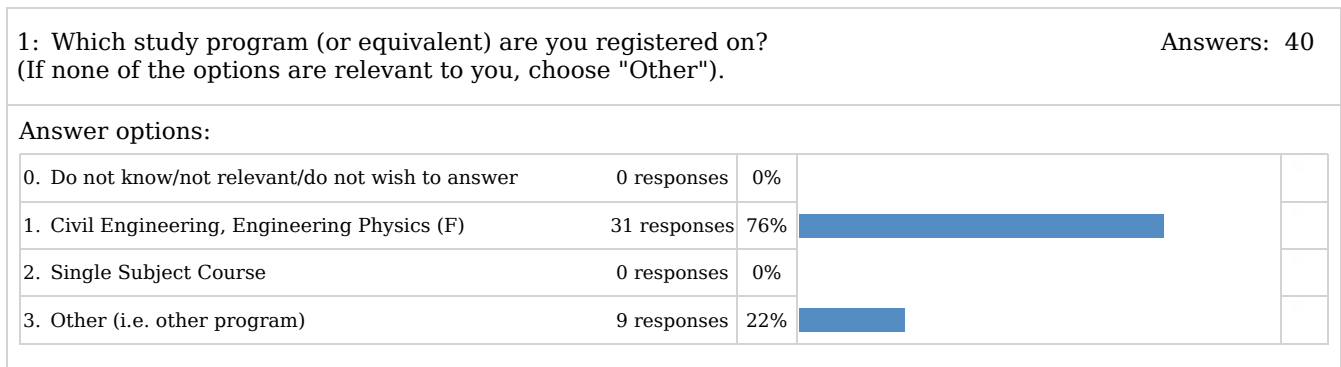 1: Which study program (or equivalent) are you registered on? Answers: 40
(If none of the options are relevant to you, choose "Other").
Answer options:
0. Do not know/not relevant/do not wish to answer 0 responses 0%
1. Civil Engineering, Engineering Physics (F) 31 responses 76%
2. Single Subject Course 0 responses 0%
3. Other (i.e. other program) 9 responses 22%